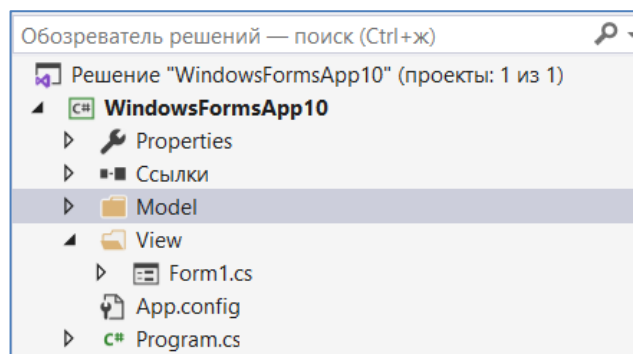 Обозреватель решений — поиск (Ctrl+ж)
Решение "WindowsFormsApp10" (проекты: 1 из 1)
C# WindowsFormsApp10
Properties
Ссылки
Model
View
Form1.cs
App.config
C# Program.cs